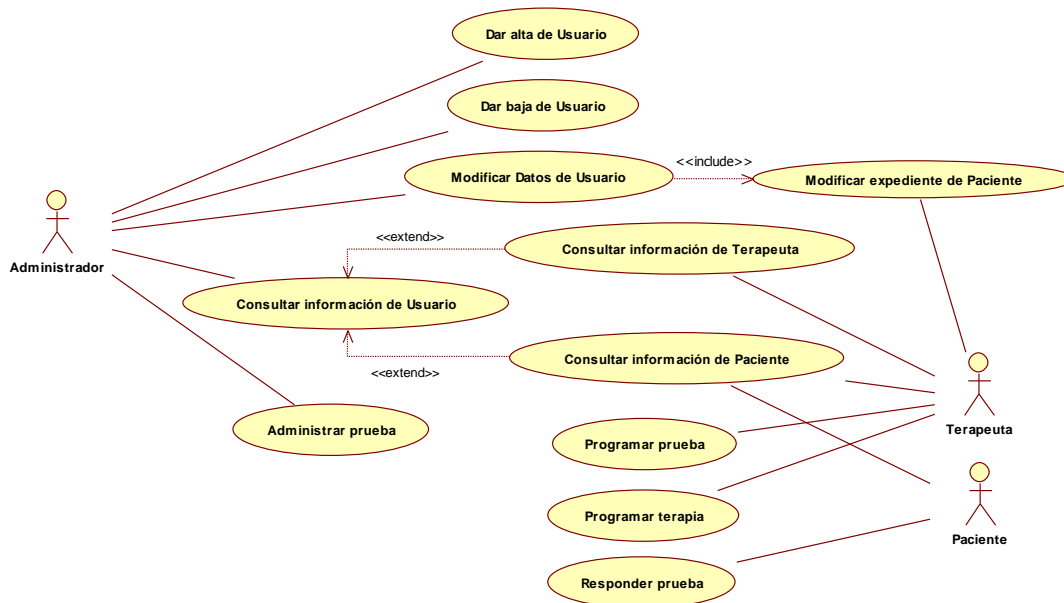 Dar alta de Usuario
Dar baja de Usuario
<<include>>
Modificar Datos de Usuario
Modificar expediente de Paciente
Administrador
<<extend>>
Consultar información de Terapeuta
Consultar información de Usuario
Consultar información de Paciente
<<extend>>
Administrar prueba
Terapeuta
Programar prueba
Programar terapia
Paciente
Responder prueba